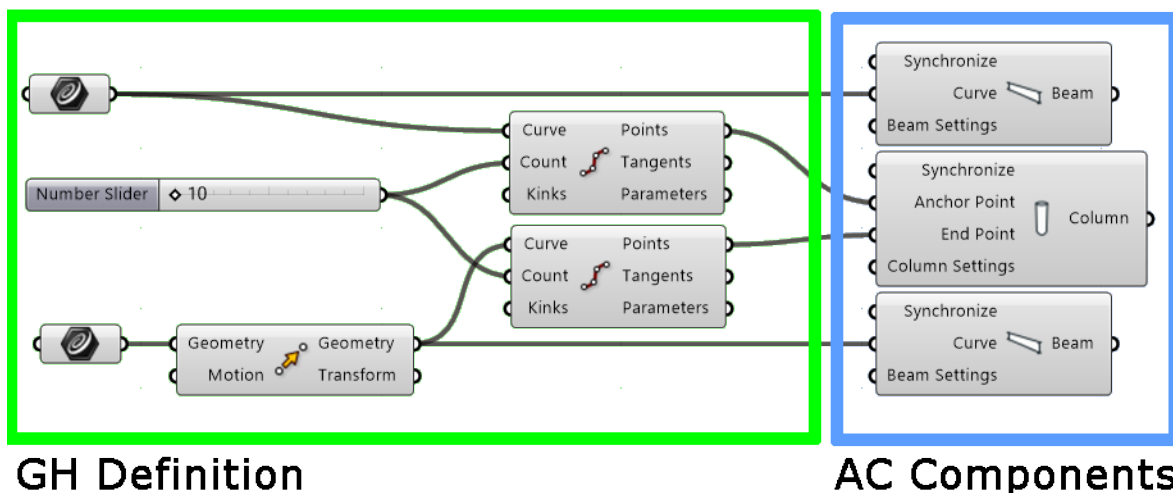 Synchronize
Curve Beam
Beam Settings
Curve Points
Count Tangents
Kinks Parameters
Number Slider 10
Synchronize
Anchor Point
End Point
Column
Column Settings
Curve Points
Count Tangents
Kinks Parameters
Geometry Geometry
Motion Transform
Synchronize
Curve Beam
Beam Settings
GH Definition
AC Components